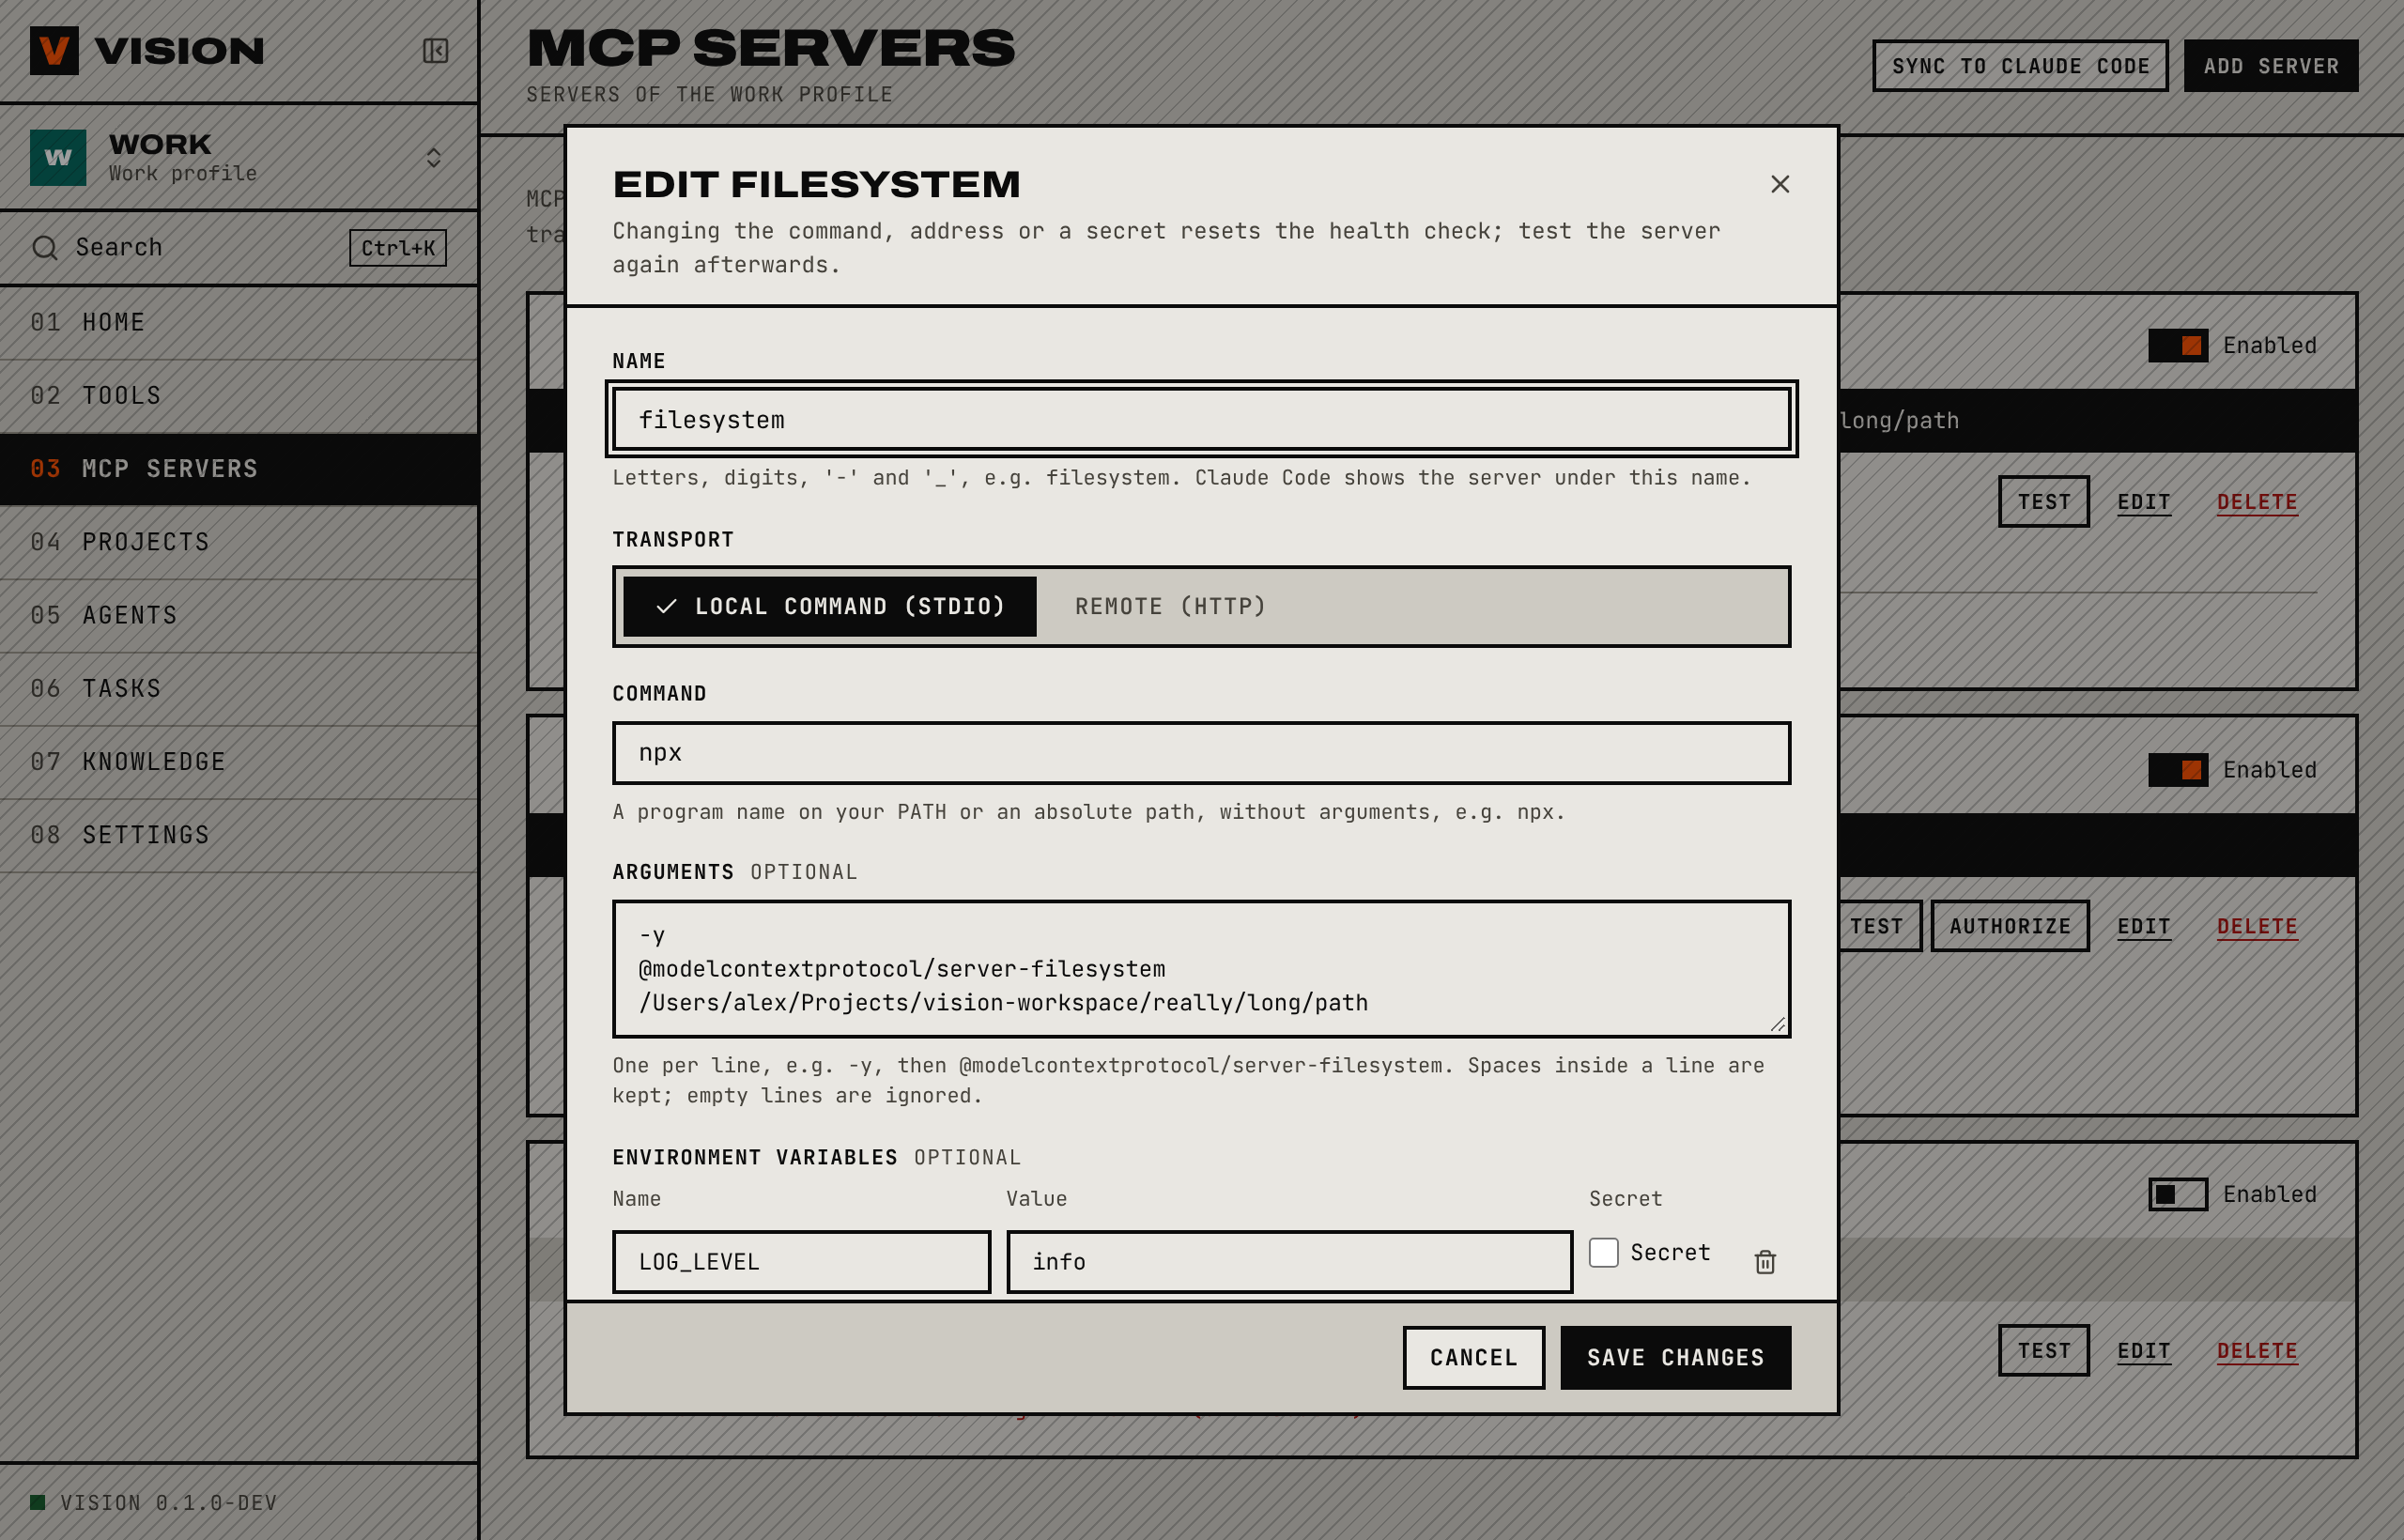 V VISION
MCP SERVERS
SERVERS OF THE WORK PROFILE
SYNC TO CLAUDE CODE
ADD SERVER
W
WORK
Work profile
Search
Ctrl+K
01 HOME
02 TOOLS
03 MCP SERVERS
04 PROJECTS
05 AGENTS
06 TASKS
07 KNOWLEDGE
08 SETTINGS
VISION 0.1.0-DEV
MCP
EDIT FILESYSTEM
Changing the command, address or a secret resets the health check; test the server
again afterwards.
NAME
filesystem
Letters, digits, '-' and '_', e.g. filesystem. Claude Code shows the server under this name.
TRANSPORT
LOCAL COMMAND (STDIO)
REMOTE (HTTP)
COMMAND
npx
A program name on your PATH or an absolute path, without arguments, e.g. npx.
ARGUMENTS OPTIONAL
-y
@modelcontextprotocol/server-filesystem
/Users/alex/Projects/vision-workspace/really/long/path
One per line, e.g. -y, then @modelcontextprotocol/server-filesystem. Spaces inside a line are
kept; empty lines are ignored.
ENVIRONMENT VARIABLES OPTIONAL
Name Value Secret
LOG_LEVEL info Secret
CANCEL SAVE CHANGES
Enabled
long/path
TEST EDIT DELETE
Enabled
TEST AUTHORIZE EDIT DELETE
Enabled
TEST EDIT DELETE